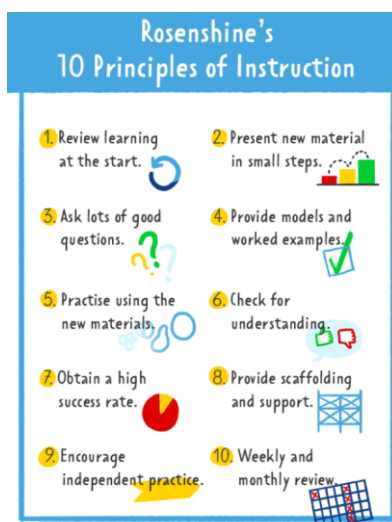 Rosenshine's
10 Principles of Instruction
1. Review learning
at the start.
2. Present new material
in small steps.
3. Ask lots of good
questions.
4. Provide models and
worked examples.
5. Practise using the
new materials.
6. Check for
understanding.
7. Obtain a high
success rate.
8. Provide scaffolding
and support.
9. Encourage
independent practice.
10. Weekly and
monthly review.